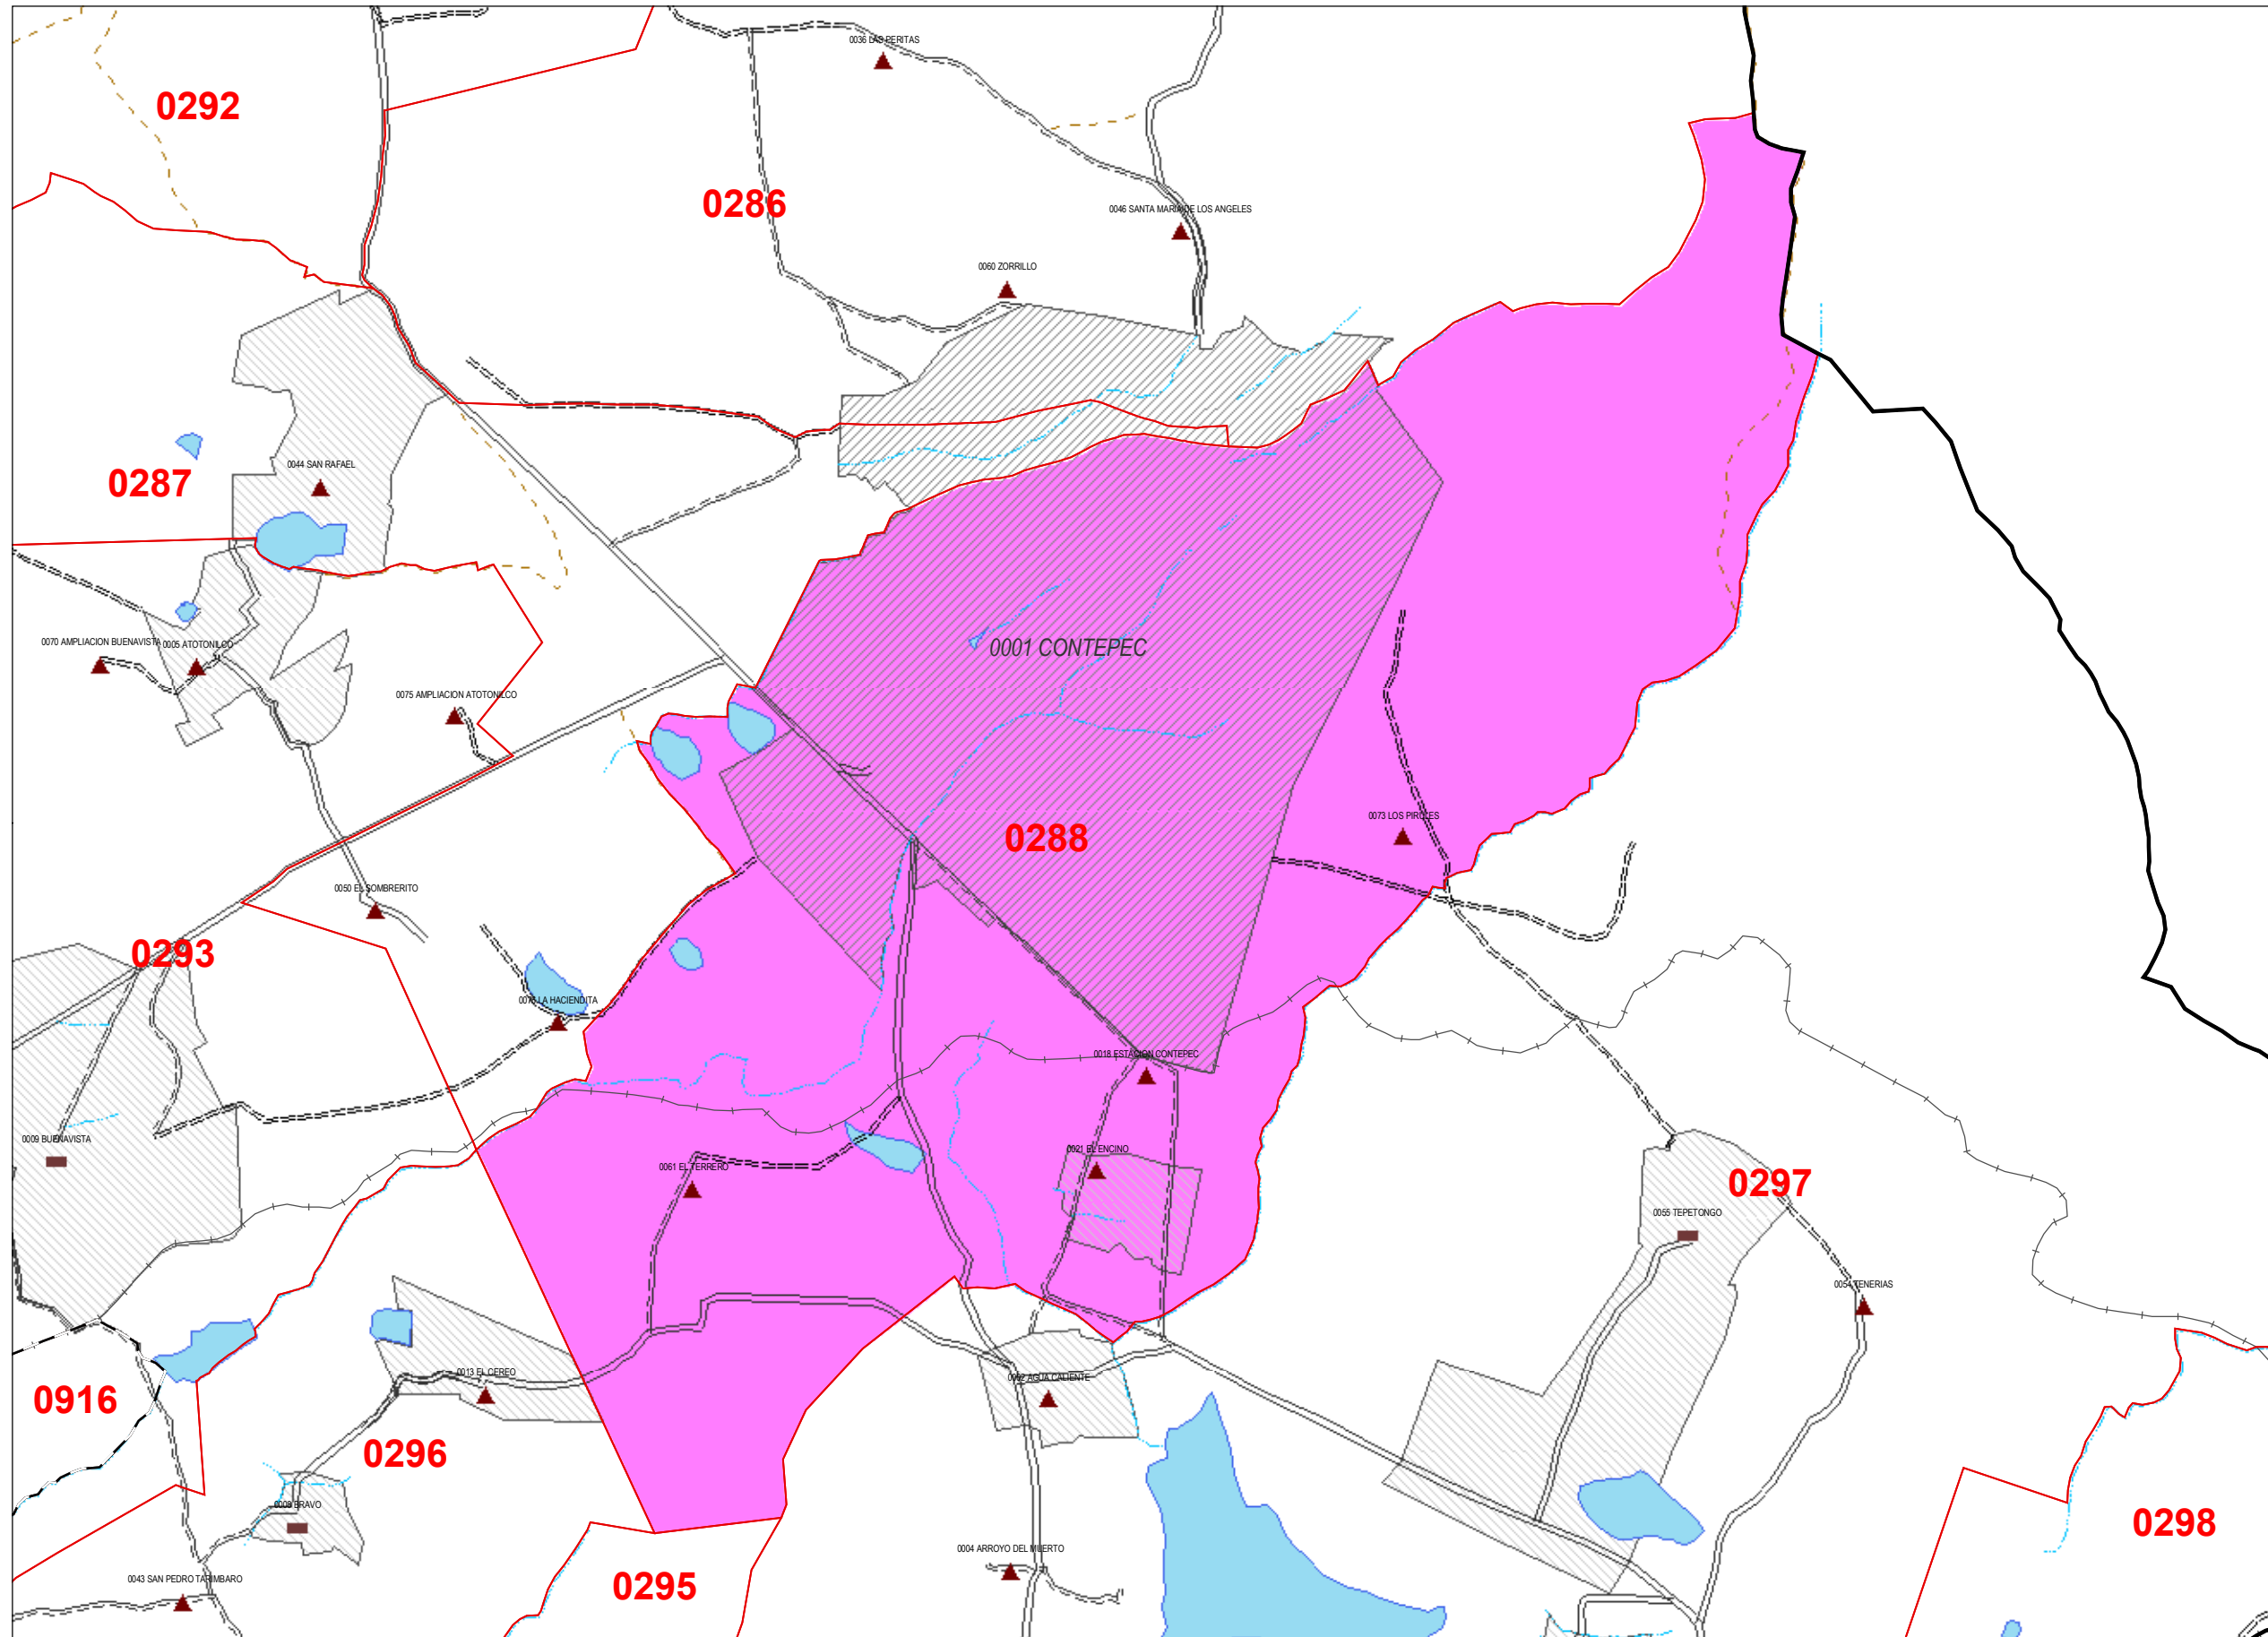 0036 LAS PERITAS
0292
0286
0046 SANTA MARIA DE LOS ANGELES
0060 ZORRILLO
0044 SAN RAFAEL
0287
0070 AMPLIACION BUENAVISTA
0005 ATOTONILCO
0001 CONTEPEC
0075 AMPLIACION ATOTONILCO
0073 LOS PIRULES
0288
0050 EL SOMBRERITO
0293
LA HACIENDITA
0018 ESTACION CONTEPEC
0009 BUENAVISTA
0021 EL ENCINO
0061 EL TERRERO
0297
0055 TEPETONGO
0054 TENERIAS
0013 EL CEREO
0002 AGUA CALIENTE
0916
0296
0008 BRAVO
0298
0004 ARROYO DEL MUERTO
0043 SAN PEDRO TARIMBARO
0295